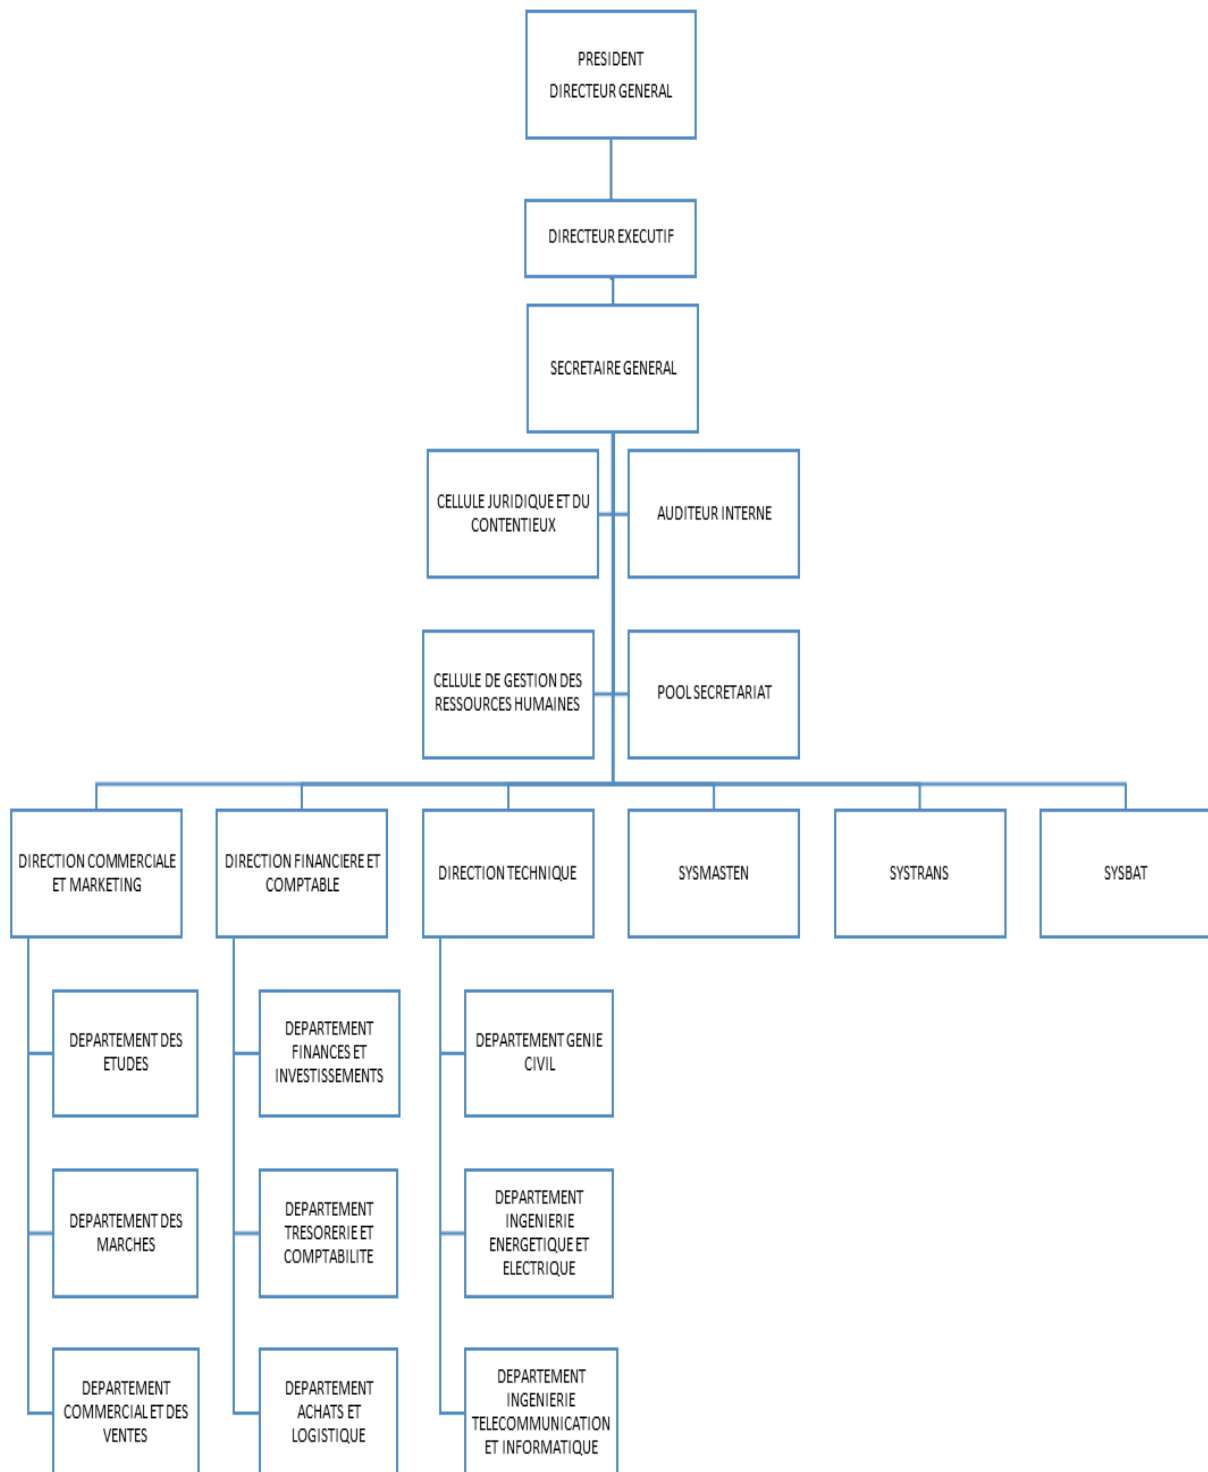 PRESIDENT
DIRECTEUR GENERAL
DIRECTEUR EXECUTIF
SECRETAIRE GENERAL
CELLULE JURIDIQUE ET DU
CONTENTIEUX
AUDITEUR INTERNE
CELLULE DE GESTION DES
RESSOURCES HUMAINES
POOL SECRETARIAT
DIRECTION COMMERCIALE
ET MARKETING
DIRECTION FINANCIERE ET
COMPTABLE
DIRECTION TECHNIQUE
SYSMASTEN
SYSTRANS
SYSBAT
DEPARTEMENT DES
ETUDES
DEPARTEMENT
FINANCES ET
INVESTISSEMENTS
DEPARTEMENT GENIE
CIVIL
DEPARTEMENT DES
MARCHES
DEPARTEMENT
TRESORERIE ET
COMPTABILITE
DEPARTEMENT
INGENIERIE
ENERGETIQUE ET
ELECTRIQUE
DEPARTEMENT
COMMERCIAL ET DES
VENTES
DEPARTEMENT
ACHATS ET
LOGISTIQUE
DEPARTEMENT
INGENIERIE
TELECOMMUNICATION
ET INFORMATIQUE